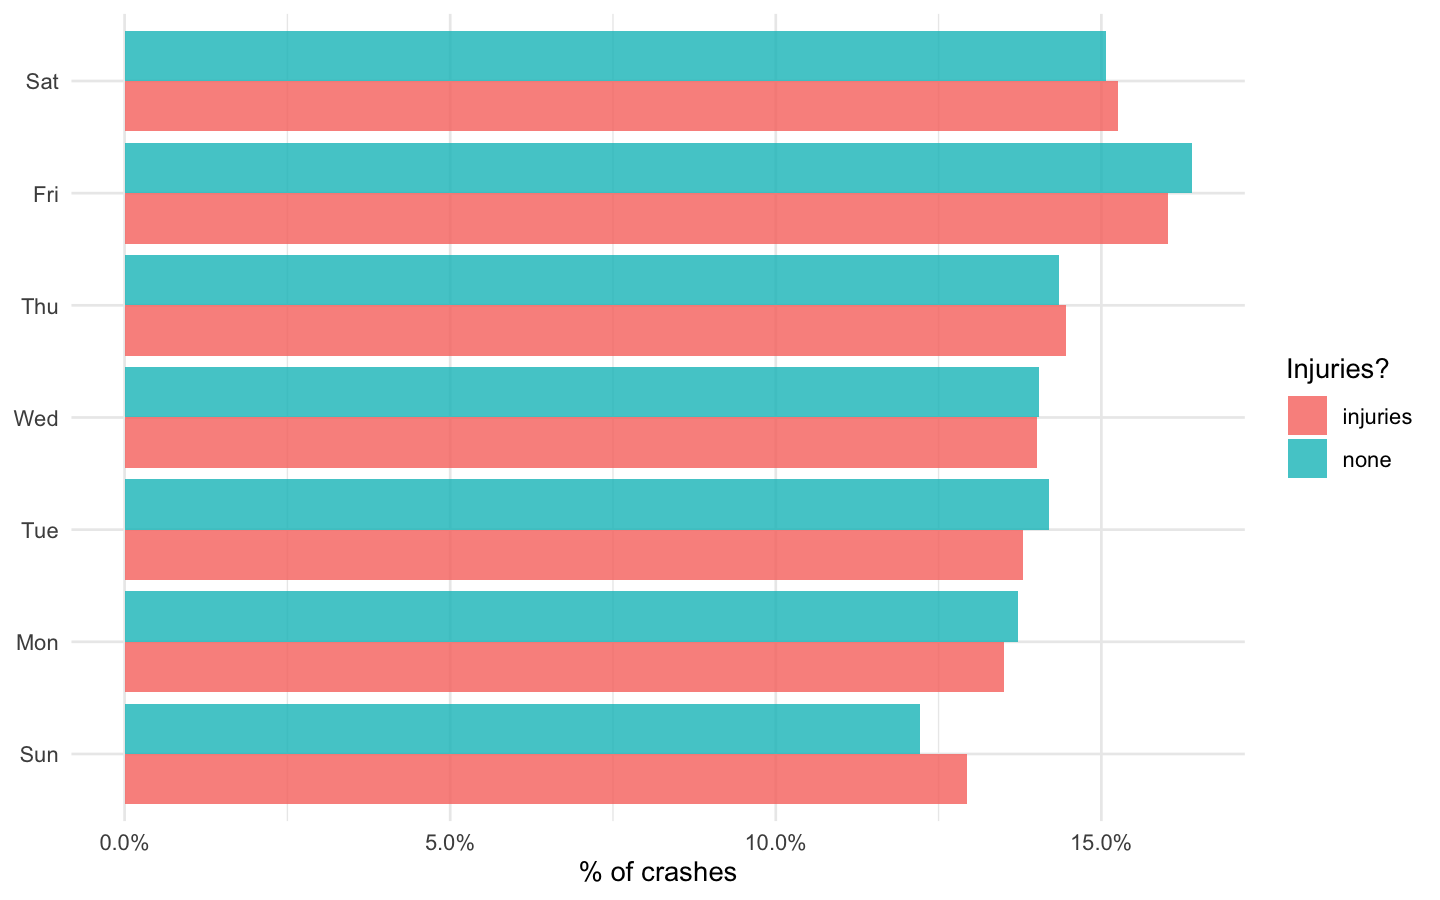 Sat
Fri
Thu
Wed
Tue
Mon
Sun
0.0% 5.0% 10.0% 15.0%
% of crashes
Injuries?
injuries
none